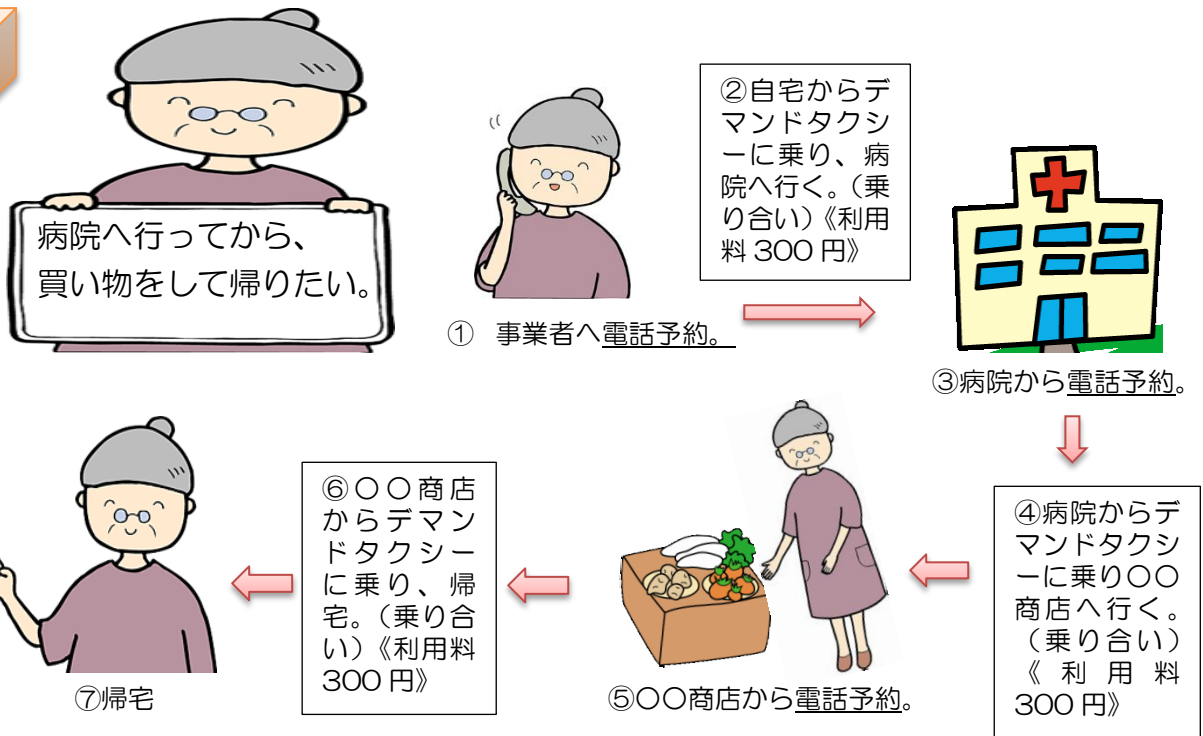 病院へ行ってから、
買い物をして帰りたい。
① 事業者へ電話予約。
②自宅からデ
マンドタクシ
ーに乗り、病
院へ行く。（乗
り合い）《利用
料 300 円》
③病院から電話予約。
④病院からデ
マンドタクシ
ーに乗り〇〇
商店へ行く。
（乗り合い）
《利用料
300 円》
⑤〇〇商店から電話予約。
⑥〇〇商店
からデマン
ドタクシー
に乗り、帰
宅。（乗り合
い）《利用料
300 円》
⑦帰宅